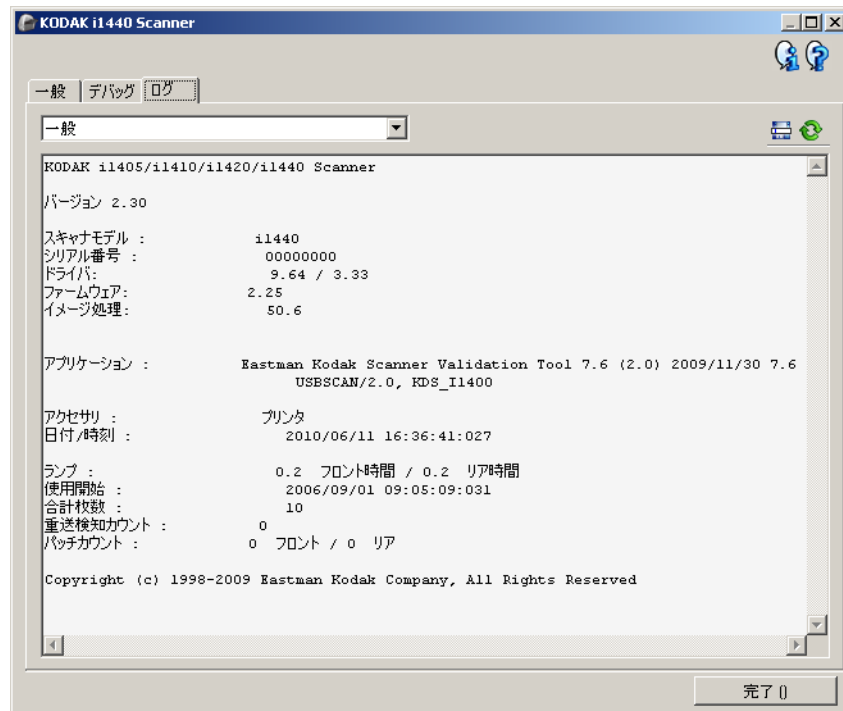 KODAK i1440 Scanner
一般 デバッグ ログ
一般
KODAK i1405/i1410/i1420/i1440 Scanner
バージョン 2.30
スキャナモデル : i1440
シリアル番号 : 00000000
ドライバ: 9.64 / 3.33
ファームウェア: 2.25
イメージ処理: 50.6
アプリケーション : Eastman Kodak Scanner Validation Tool 7.6 (2.0) 2009/11/30 7.6
USBSCAN/2.0, KDS_I1400
アクセサリ : プリンタ
日付/時刻 : 2010/06/11 16:36:41:027
ランプ : 0.2 フロント時間 / 0.2 リア時間
使用開始 : 2006/09/01 09:05:09:031
合計枚数 : 10
重送検知カウント : 0
パッチカウント : 0 フロント / 0 リア
Copyright (c) 1998-2009 Eastman Kodak Company, All Rights Reserved
完了 ()